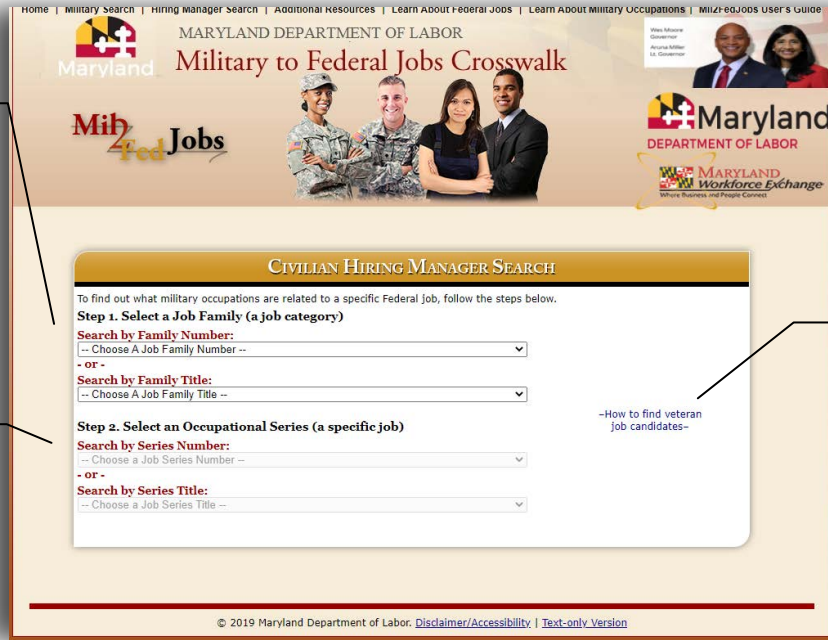 Home | Military Search | Hiring Manager Search | Additional Resources | Learn About Federal Jobs | Learn About Military Occupations | Mil2FedJobs User's Guide
MARYLAND DEPARTMENT OF LABOR
Military to Federal Jobs Crosswalk
Maryland
Wes Moore
Governor
Aruna Miller
Lt. Governor
Mil2FedJobs
Maryland
DEPARTMENT OF LABOR
MARYLAND
Workforce Exchange
Where Business and People Connect
CIVILIAN HIRING MANAGER SEARCH
To find out what military occupations are related to a specific Federal job, follow the steps below.
Step 1. Select a Job Family (a job category)
Search by Family Number:
-- Choose A Job Family Number --
- or -
Search by Family Title:
-- Choose A Job Family Title --
~How to find veteran
job candidates~
Step 2. Select an Occupational Series (a specific job)
Search by Series Number:
-- Choose a Job Series Number --
- or -
Search by Series Title:
-- Choose a Job Series Title --
© 2019 Maryland Department of Labor. Disclaimer/Accessibility | Text-only Version